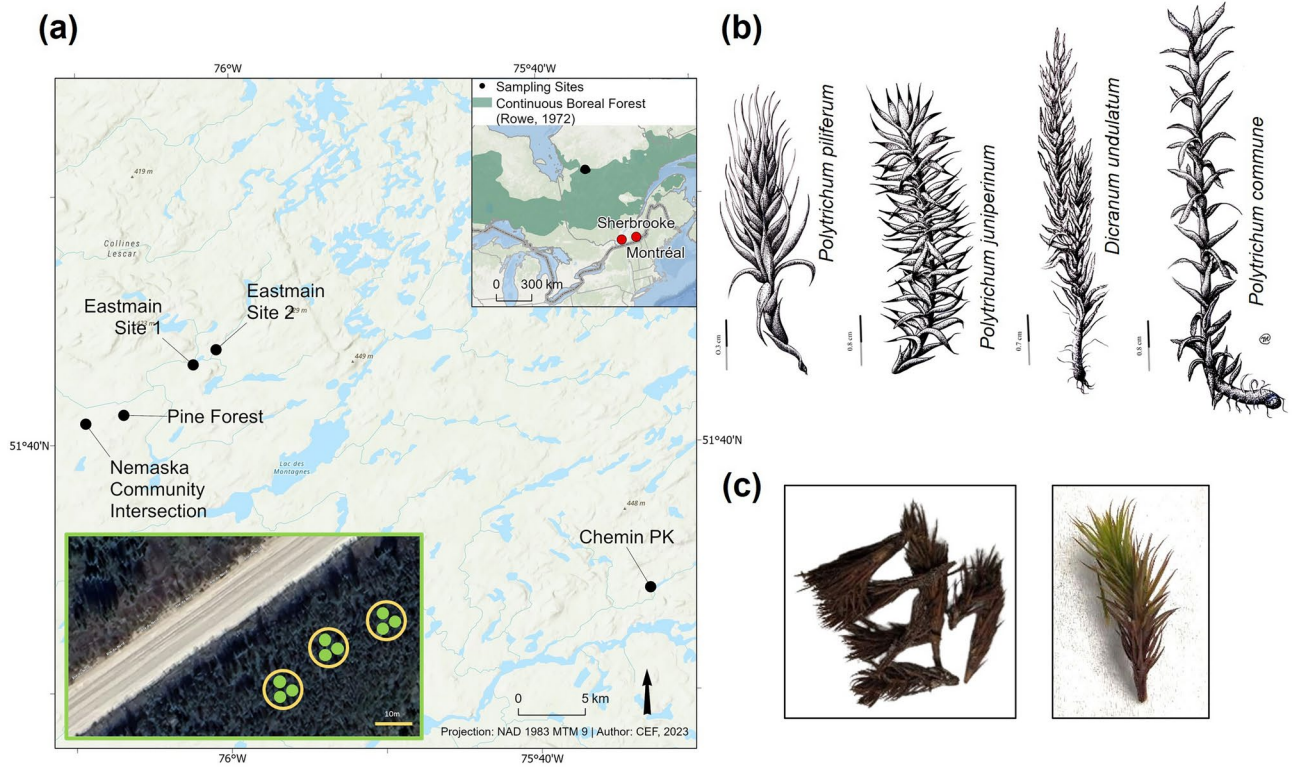 (a)
76°W
75°40'W
Sampling Sites
Continuous Boreal Forest
(Rowe, 1972)
Sherbrooke
Montréal
0 300 km
419 m
Collines
Lescar
Eastmain
Site 1
Eastmain
Site 2
449 m
Pine Forest
51°40'N
51°40'N
Nemaska
Community
Intersection
Lac des
Montagnes
448 m
Chemin PK
10m
0 5 km
Projection: NAD 1983 MTM 9 | Author: CEF, 2023
76°W
75°40'W
(b)
Polytrichum piliferum
0.3 cm
Polytrichum juniperinum
0.8 cm
Dicranum undulatum
0.7 cm
Polytrichum commune
0.8 cm
(c)